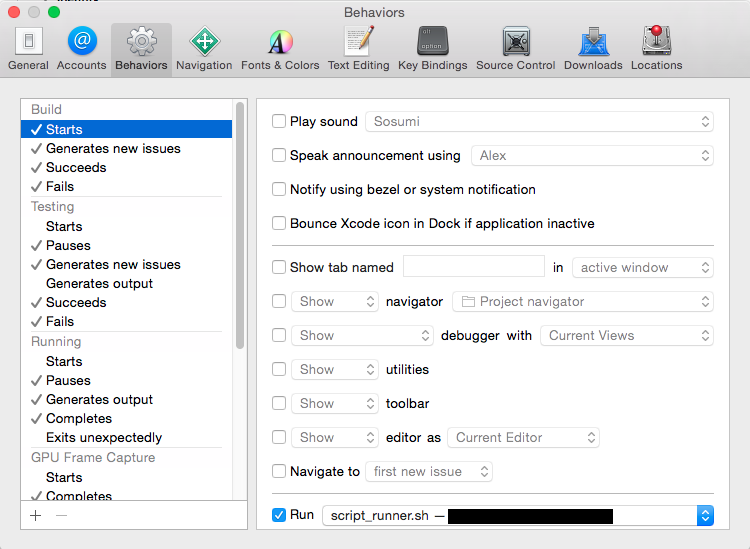 Behaviors
General Accounts Behaviors Navigation Fonts & Colors Text Editing Key Bindings Source Control Downloads Locations
alt
option
Build
Starts
Generates new issues
Succeeds
Fails
Testing
Starts
Pauses
Generates new issues
Generates output
Succeeds
Fails
Running
Starts
Pauses
Generates output
Completes
Exits unexpectedly
GPU Frame Capture
Starts
Completes
Play sound Sosumi
Speak announcement using Alex
Notify using bezel or system notification
Bounce Xcode icon in Dock if application inactive
Show tab named in active window
Show navigator Project navigator
Show debugger with Current Views
Show utilities
Show toolbar
Show editor as Current Editor
Navigate to first new issue
Run script_runner.sh —